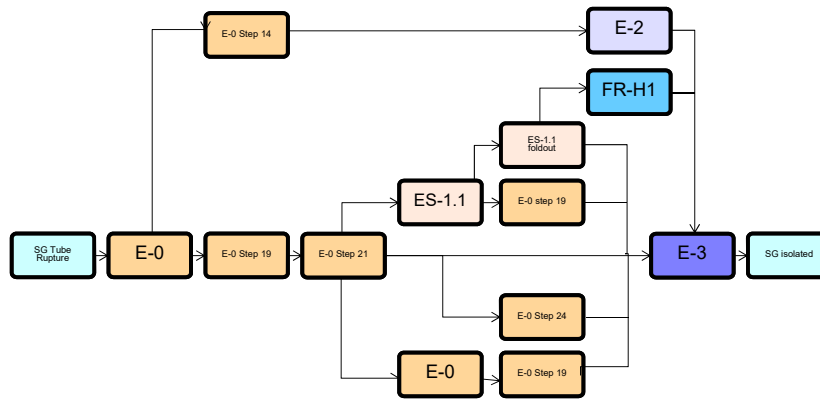 E-0 Step 14
E-2
FR-H1
ES-1.1
foldout
ES-1.1
E-0 step 19
SG Tube
Rupture
E-0
E-0 Step 19
E-0 Step 21
E-3
SG isolated
E-0 Step 24
E-0
E-0 Step 19